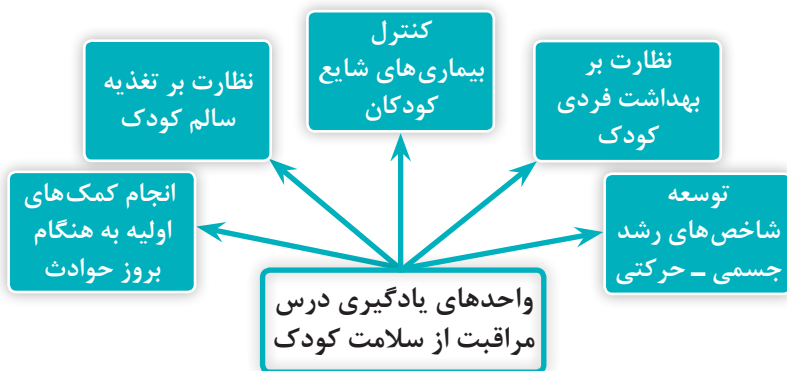 کنترل
بیماری‌های شایع
کودکان
نظارت بر
بهداشت فردی
کودک
نظارت بر تغذیه
سالم کودک
توسعه
شاخص‌های رشد
جسمی ـ حرکتی
انجام کمک‌های
اولیه به هنگام
بروز حوادث
واحدهای یادگیری درس
مراقبت از سلامت کودک